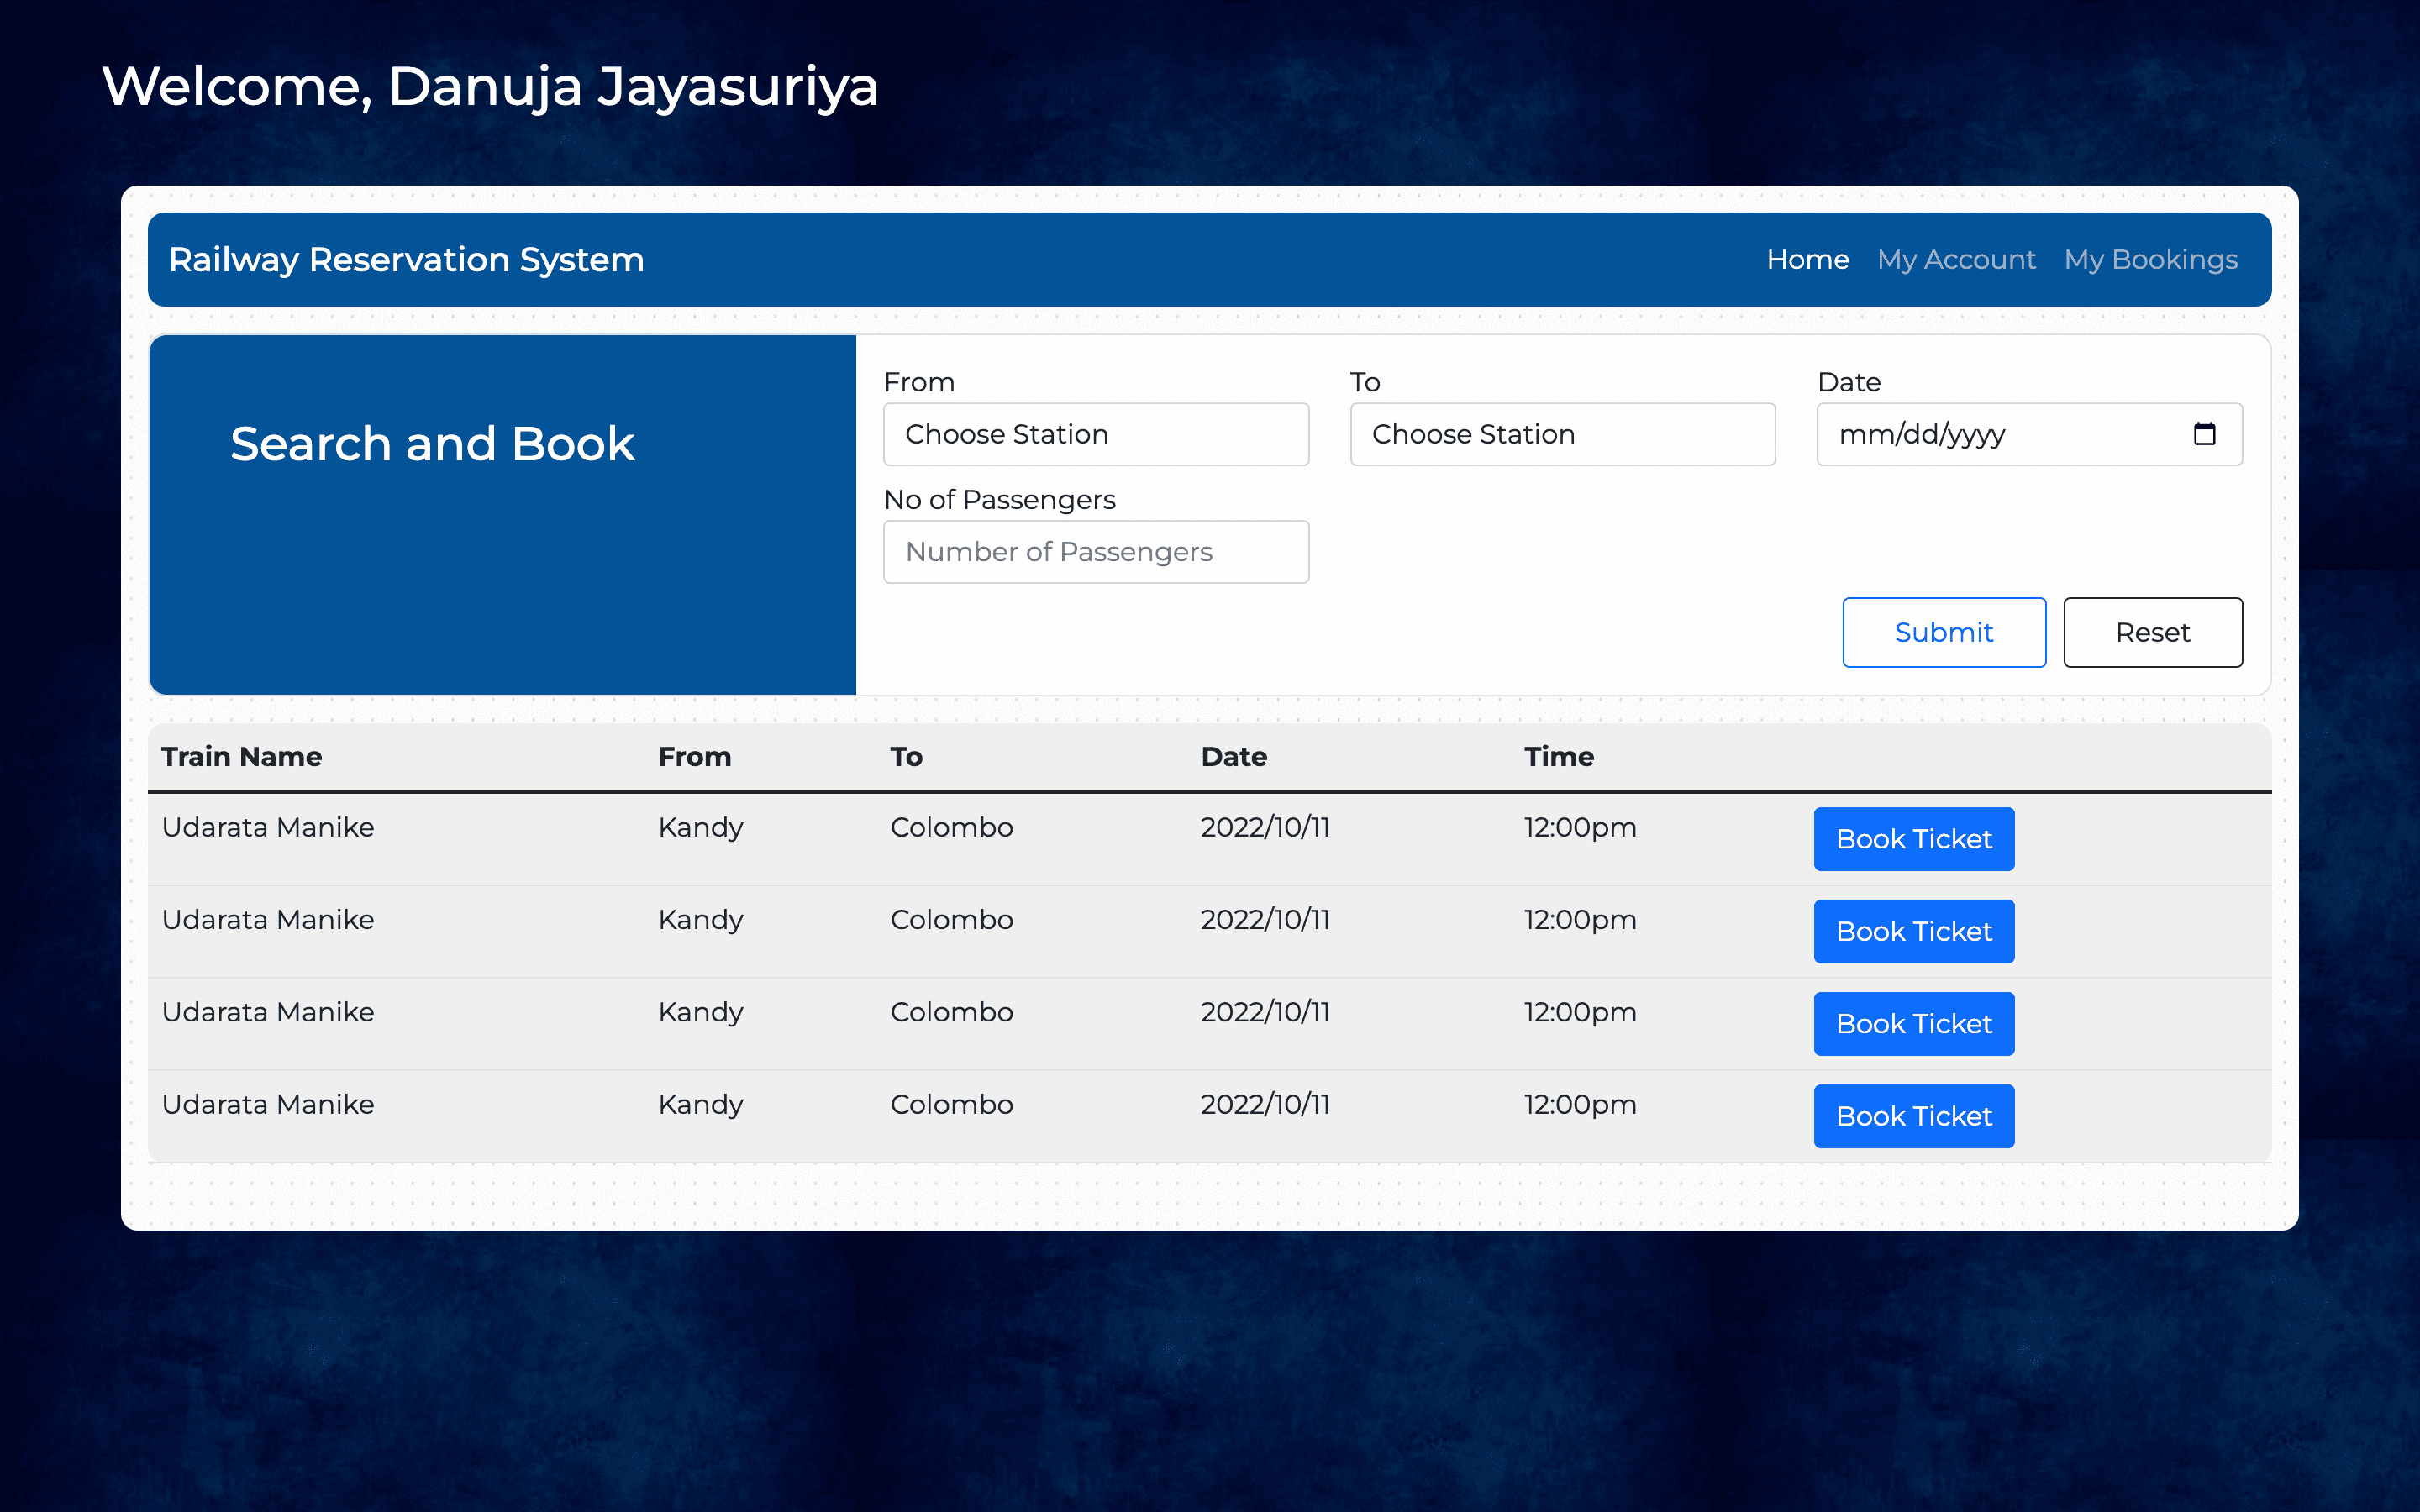 Welcome, Danuja Jayasuriya
Railway Reservation System Home My Account My Bookings
Search and Book
From To Date
Choose Station Choose Station mm/dd/yyyy
No of Passengers
Number of Passengers
Submit Reset
Train Name From To Date Time
Udarata Manike Kandy Colombo 2022/10/11 12:00pm Book Ticket
Udarata Manike Kandy Colombo 2022/10/11 12:00pm Book Ticket
Udarata Manike Kandy Colombo 2022/10/11 12:00pm Book Ticket
Udarata Manike Kandy Colombo 2022/10/11 12:00pm Book Ticket